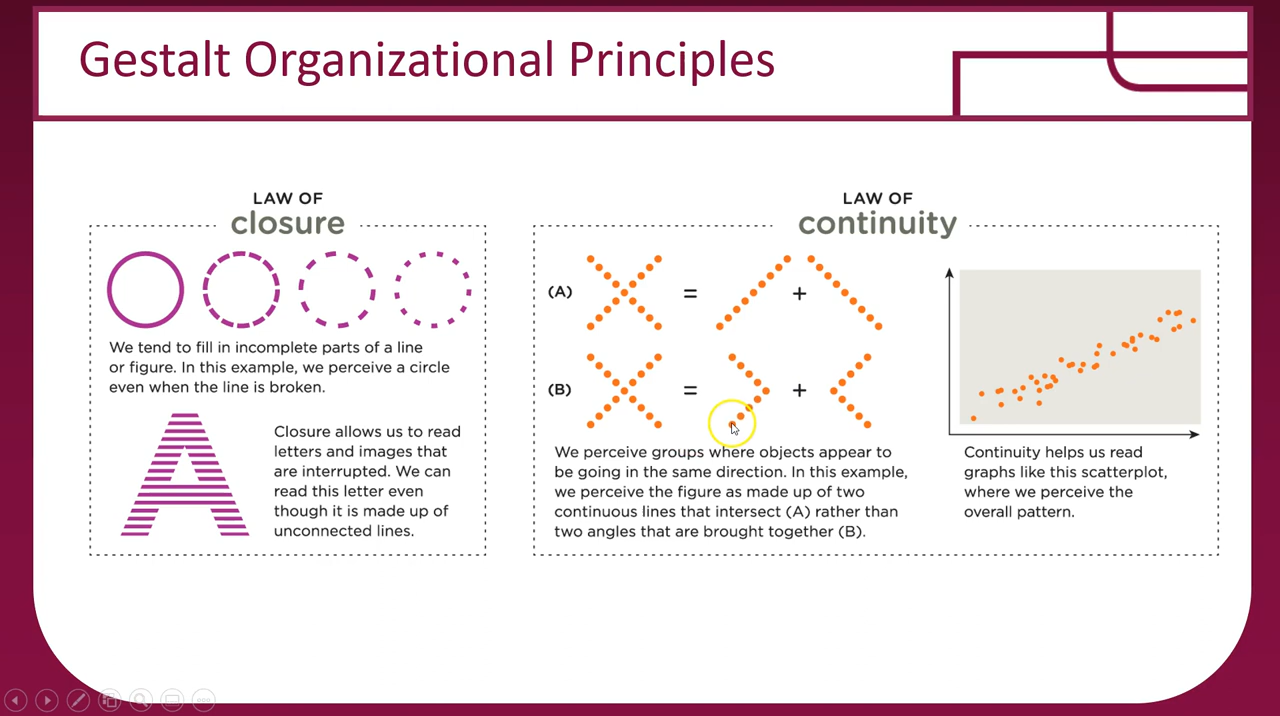 Gestalt Organizational Principles
LAW OF
closure
We tend to fill in incomplete parts of a line
or figure. In this example, we perceive a circle
even when the line is broken.
A
Closure allows us to read
letters and images that
are interrupted. We can
read this letter even
though it is made up of
unconnected lines.
LAW OF
continuity
(A)
=
+
(B)
=
+
We perceive groups where objects appear to
be going in the same direction. In this example,
we perceive the figure as made up of two
continuous lines that intersect (A) rather than
two angles that are brought together (B).
Continuity helps us read
graphs like this scatterplot,
where we perceive the
overall pattern.